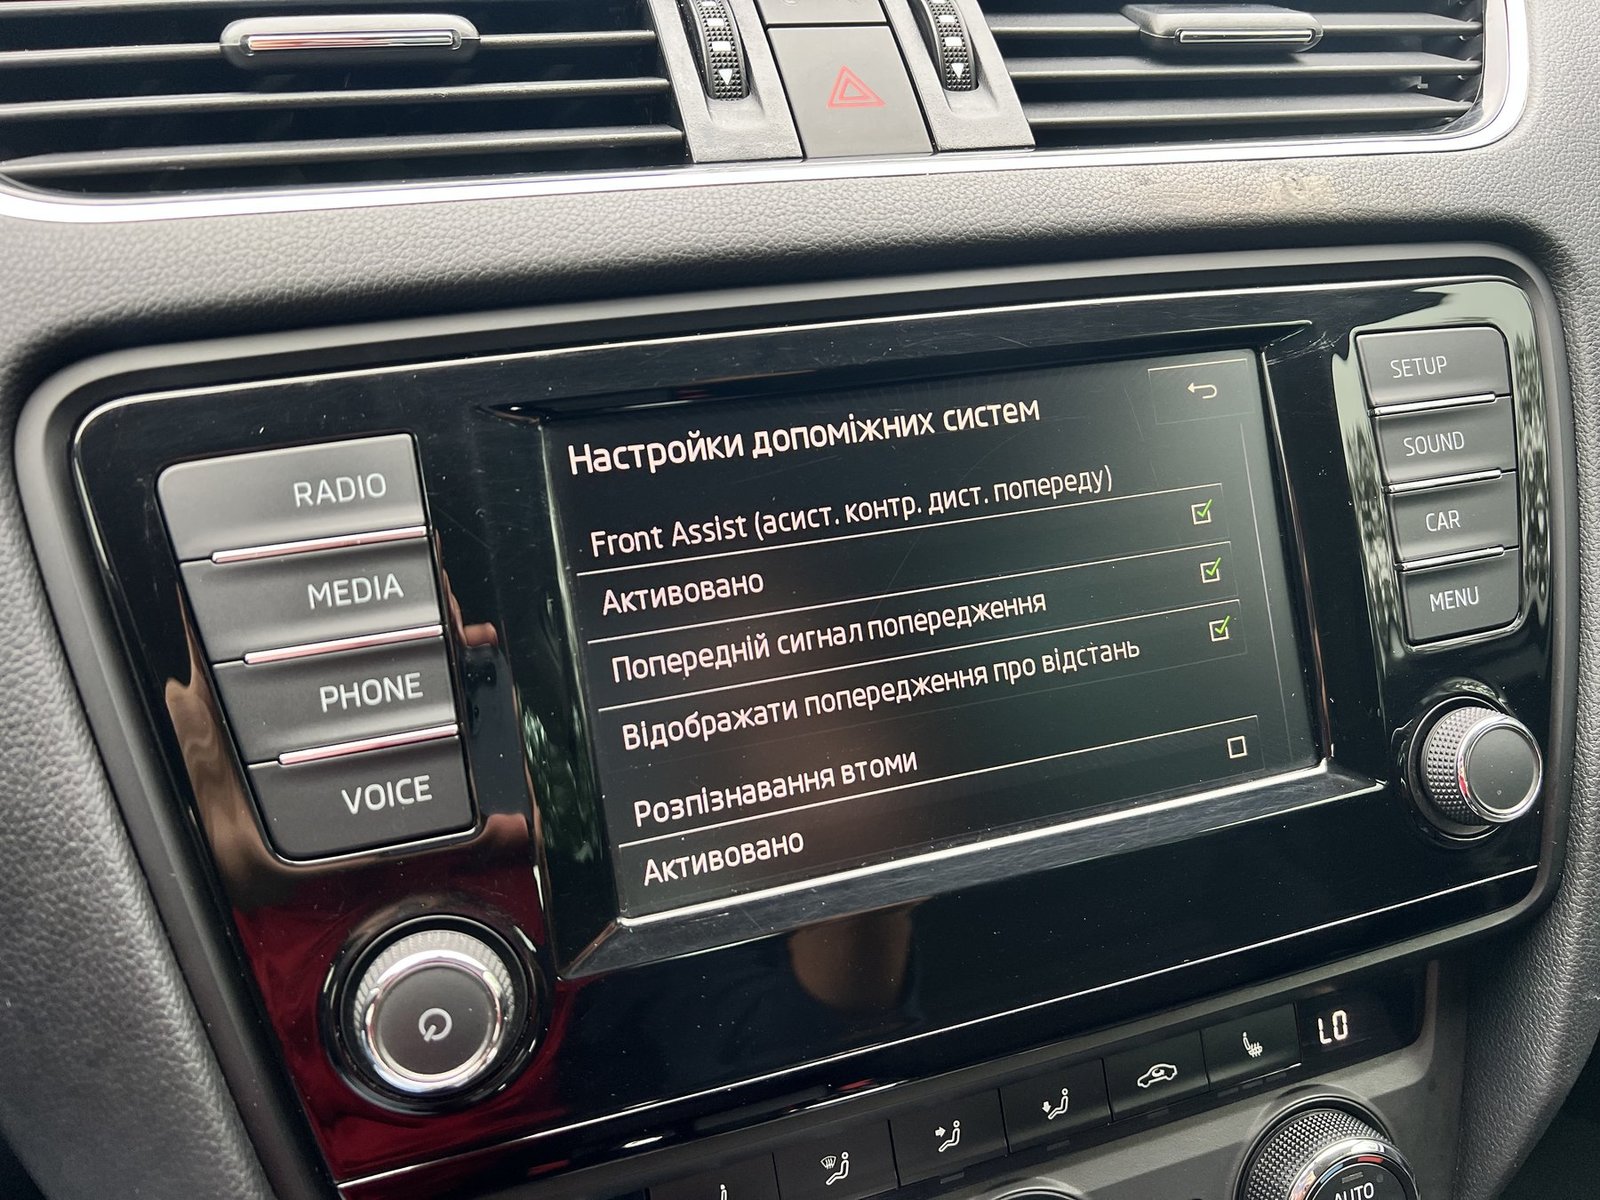 Настройки допоміжних систем
Front Assist (асист. контр. дист. попереду)
Активовано
Попередній сигнал попередження
Відображати попередження про відстань
Розпізнавання втоми
Активовано
RADIO
MEDIA
PHONE
VOICE
SETUP
SOUND
CAR
MENU
LO
AUTO